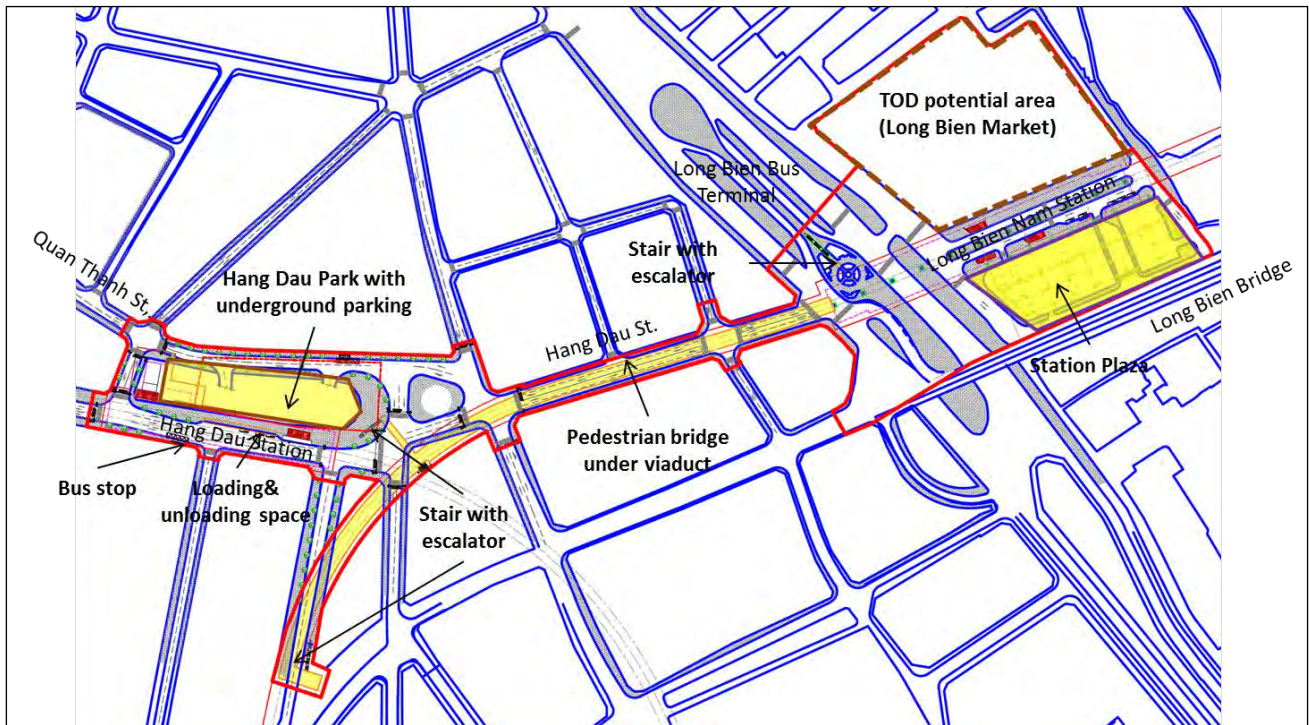 TOD potential area
(Long Bien Market)
Long Bien Bus
Terminal
Long Bien Nam Station
Quan Thanh St,
Stair with
escalator
Hang Dau Park with
underground parking
Long Bien Bridge
Hang Dau St.
Station Plaza
Hang Dau Station
Pedestrian bridge
under viaduct
Bus stop
Loading&
unloading space
Stair with
escalator